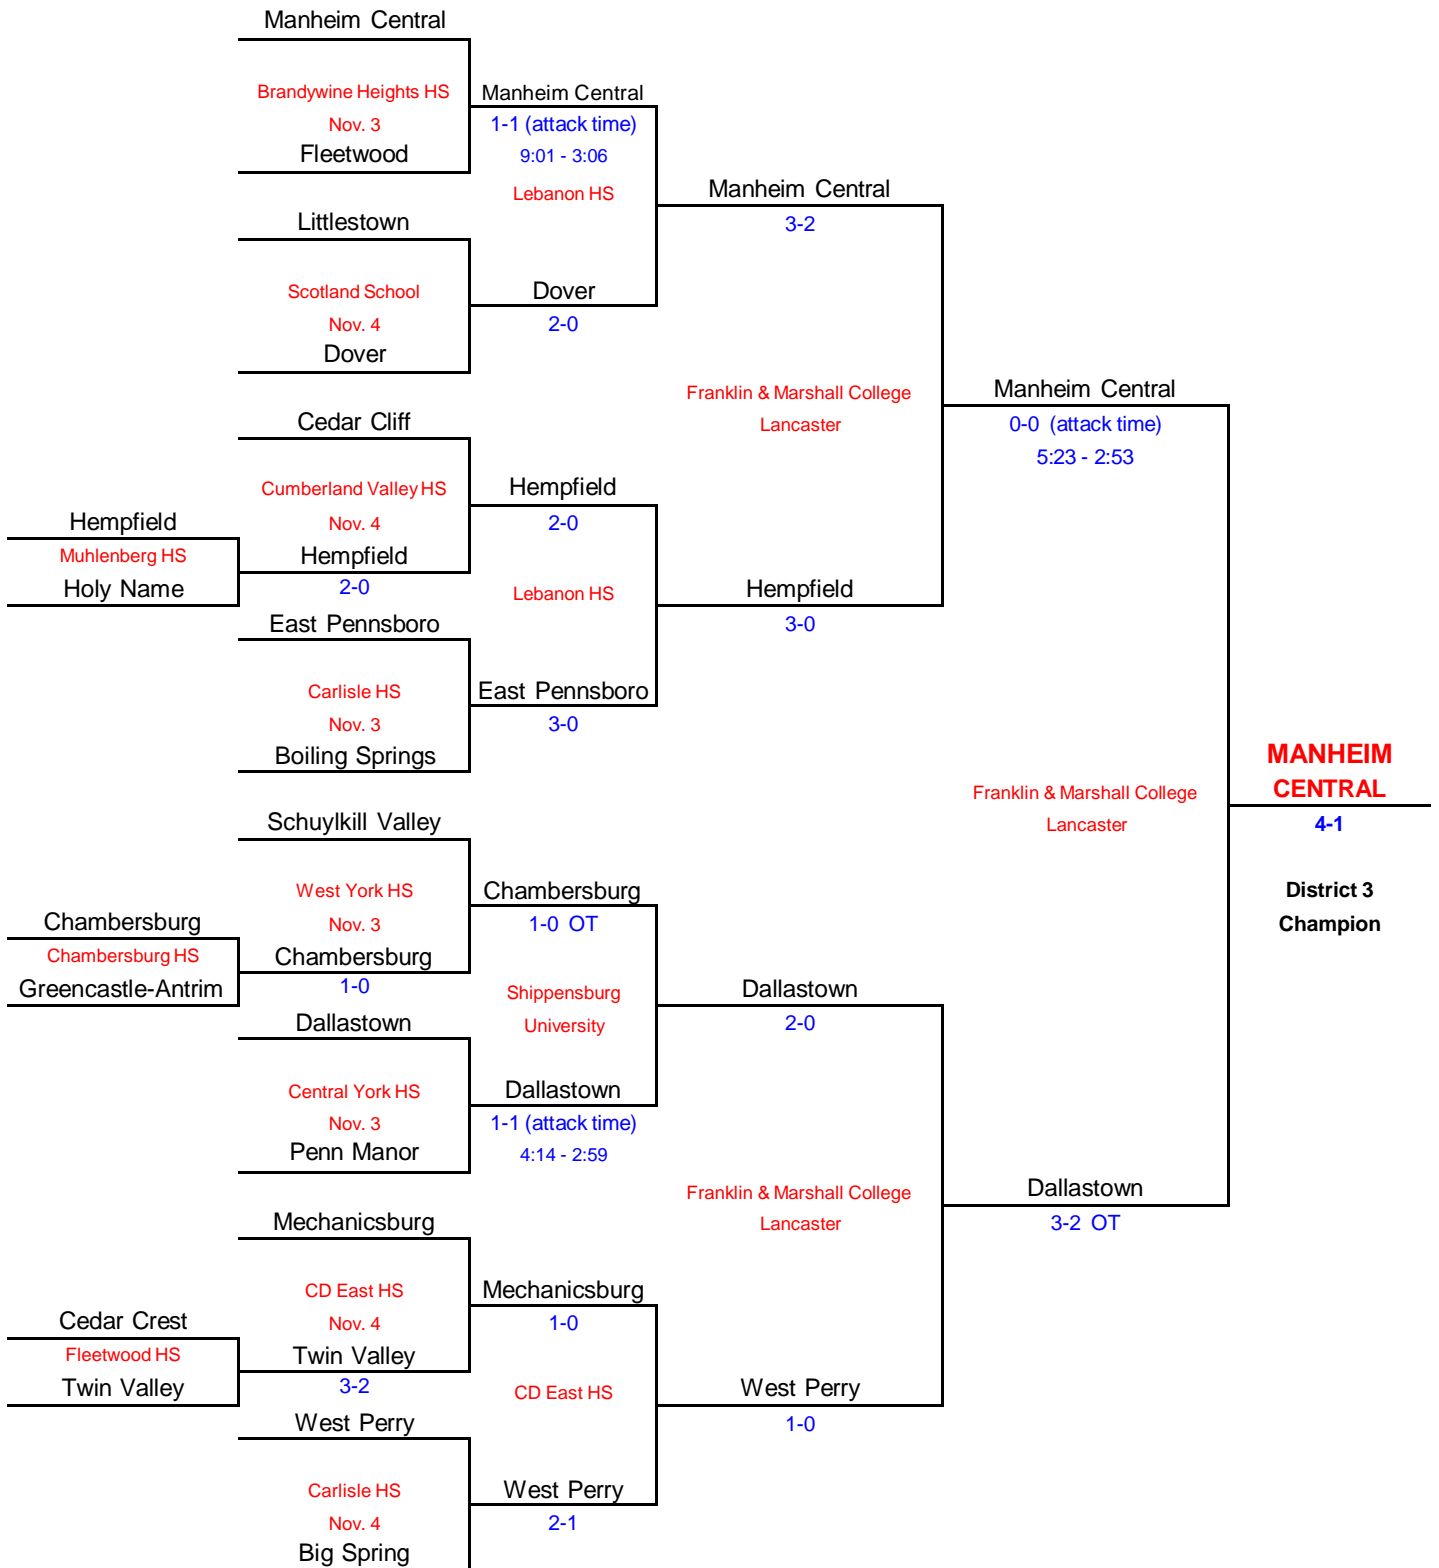 Manheim Central
Brandywine Heights HS
Nov. 3
Fleetwood
Manheim Central
1-1 (attack time)
9:01 - 3:06
Lebanon HS
Littlestown
Scotland School
Nov. 4
Dover
Dover
2-0
Manheim Central
3-2
Franklin & Marshall College
Lancaster
Manheim Central
0-0 (attack time)
5:23 - 2:53
Cedar Cliff
Cumberland Valley HS
Nov. 4
Hempfield
2-0
Hempfield
Muhlenberg HS
Holy Name
Hempfield
2-0
Lebanon HS
Hempfield
3-0
East Pennsboro
Carlisle HS
Nov. 3
Boiling Springs
East Pennsboro
3-0
Franklin & Marshall College
Lancaster
MANHEIM
CENTRAL
4-1
District 3
Champion
Schuylkill Valley
West York HS
Nov. 3
Chambersburg
1-0
Chambersburg
Chambersburg HS
Greencastle-Antrim
Chambersburg
1-0 OT
Shippensburg
University
Dallastown
2-0
Dallastown
Central York HS
Nov. 3
Penn Manor
Dallastown
1-1 (attack time)
4:14 - 2:59
Franklin & Marshall College
Lancaster
Dallastown
3-2 OT
Mechanicsburg
CD East HS
Nov. 4
Twin Valley
3-2
Cedar Crest
Fleetwood HS
Twin Valley
Mechanicsburg
1-0
CD East HS
West Perry
1-0
West Perry
Carlisle HS
Nov. 4
Big Spring
West Perry
2-1